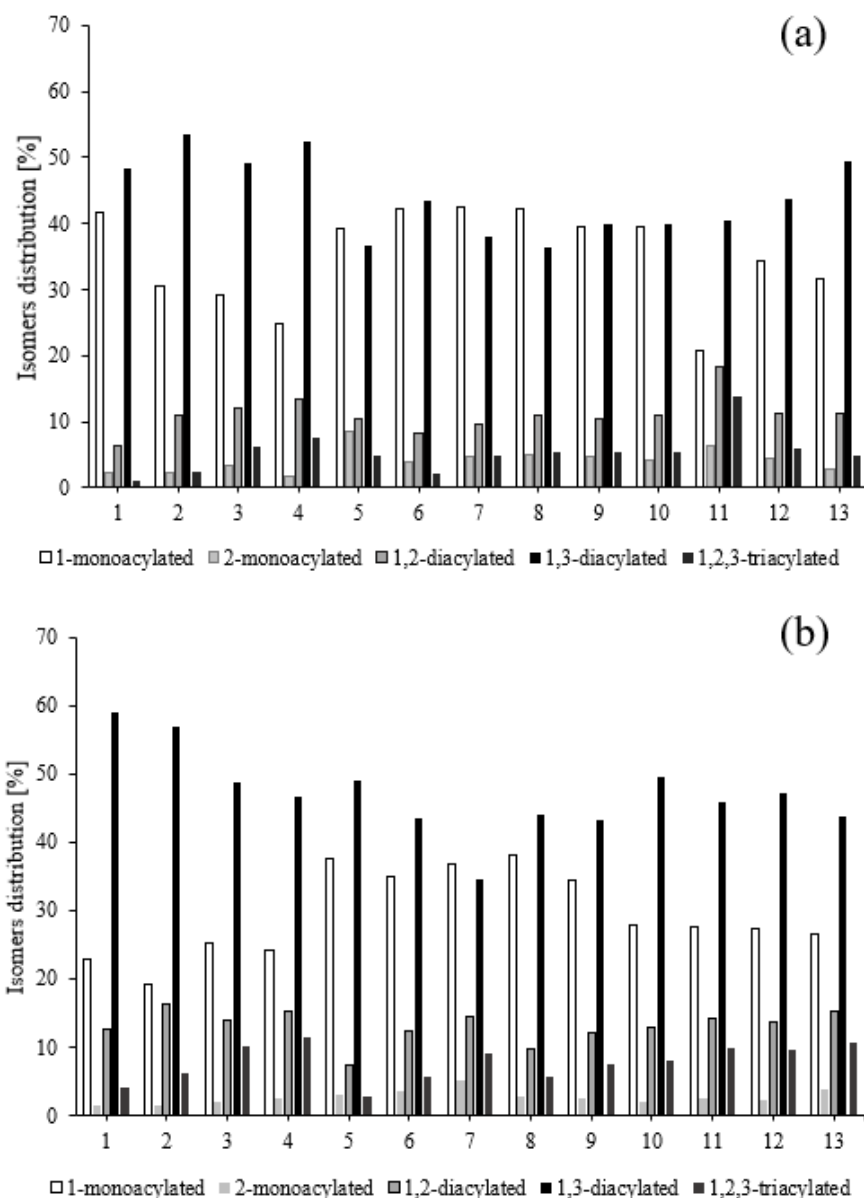 (a)
Isomers distribution [%]
70
60
50
40
30
20
10
0
1 2 3 4 5 6 7 8 9 10 11 12 13
1-monoacylated 2-monoacylated 1,2-diacylated 1,3-diacylated 1,2,3-triacylated
(b)
Isomers distribution [%]
70
60
50
40
30
20
10
0
1 2 3 4 5 6 7 8 9 10 11 12 13
1-monoacylated 2-monoacylated 1,2-diacylated 1,3-diacylated 1,2,3-triacylated